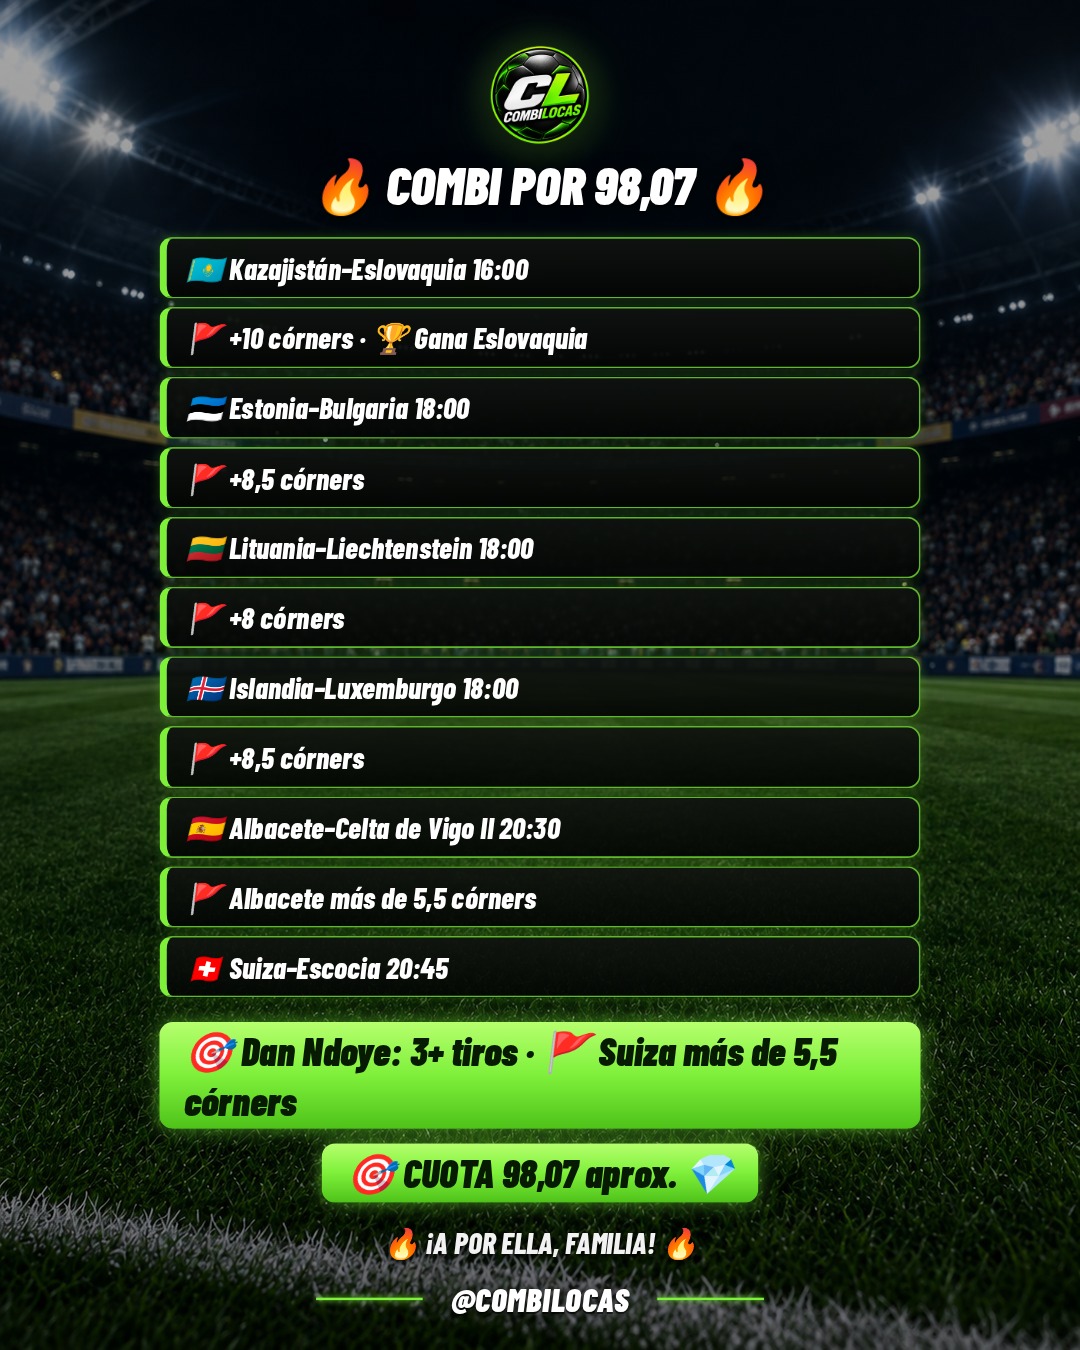 CL
COMBILOCAS
🔥 COMBI POR 98,07 🔥
🇰🇿 Kazajistán-Eslovaquia 16:00
🚩 +10 córners · 🏆 Gana Eslovaquia
🇪🇪 Estonia-Bulgaria 18:00
🚩 +8,5 córners
🇱🇹 Lituania-Liechtenstein 18:00
🚩 +8 córners
🇮🇸 Islandia-Luxemburgo 18:00
🚩 +8,5 córners
🇪🇸 Albacete-Celta de Vigo II 20:30
🚩 Albacete más de 5,5 córners
🇨🇭 Suiza-Escocia 20:45
🎯 Dan Ndoye: 3+ tiros · 🚩 Suiza más de 5,5
córners
🎯 CUOTA 98,07 aprox. 💎
🔥 ¡A POR ELLA, FAMILIA! 🔥
@COMBILOCAS